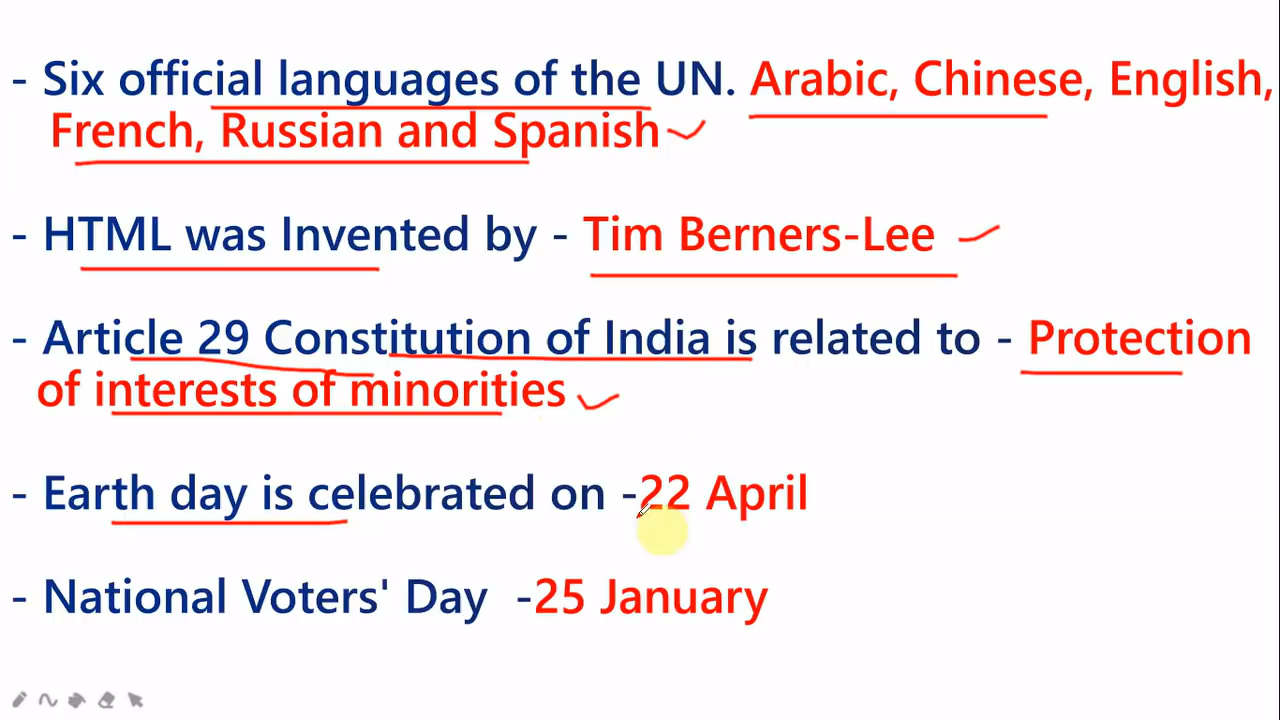 - Six official languages of the UN. Arabic, Chinese, English,
French, Russian and Spanish
- HTML was Invented by - Tim Berners-Lee
- Article 29 Constitution of India is related to - Protection
of interests of minorities
- Earth day is celebrated on -22 April
- National Voters' Day -25 January